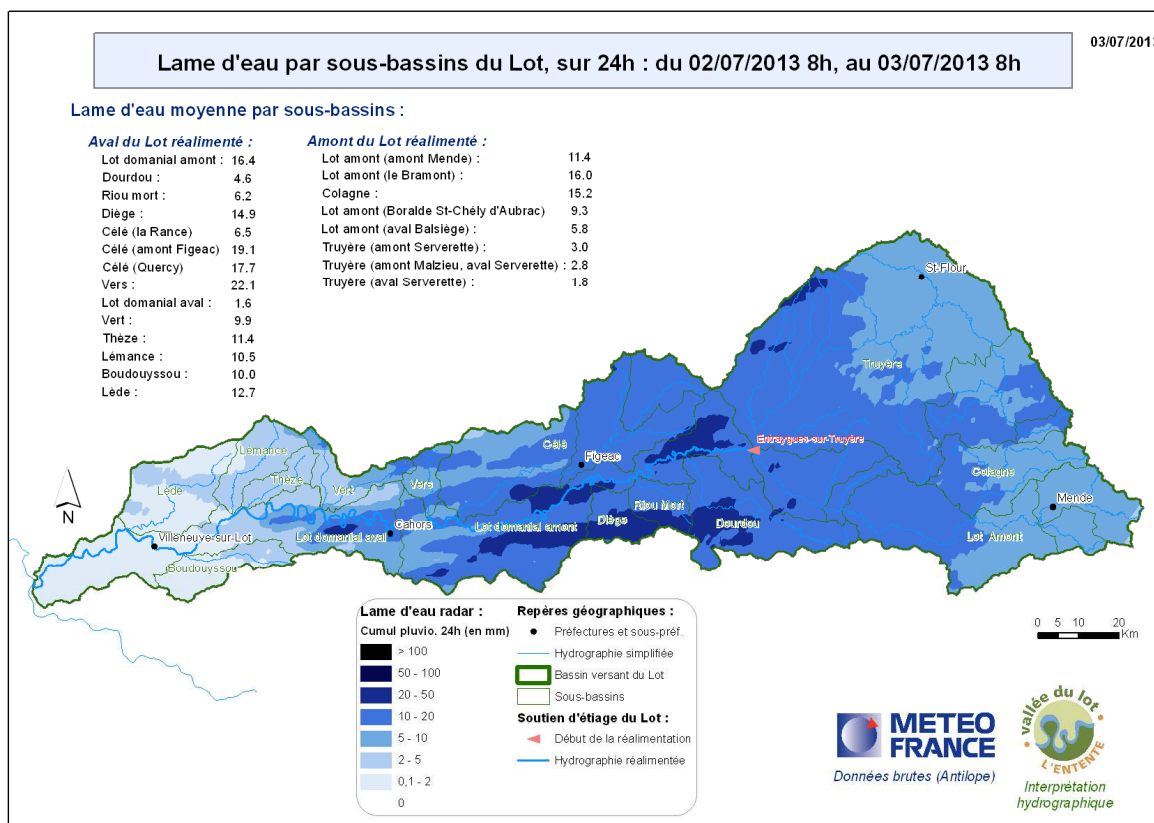 03/07/2013
Lame d'eau par sous-bassins du Lot, sur 24h : du 02/07/2013 8h, au 03/07/2013 8h
Lame d'eau moyenne par sous-bassins :
Aval du Lot réalimenté :
Lot domanial amont : 16.4
Dourdou : 4.6
Riou mort : 6.2
Diège : 14.9
Célé (la Rance) 6.5
Célé (amont Figeac) 19.1
Célé (Quercy) 17.7
Vers : 22.1
Lot domanial aval : 1.6
Vert : 9.9
Thèze : 11.4
Lémance : 10.5
Boudouyssou : 10.0
Lède : 12.7
Amont du Lot réalimenté :
Lot amont (amont Mende) : 11.4
Lot amont (le Bramont) : 16.0
Colagne : 15.2
Lot amont (Boralde St-Chély d'Aubrac) 9.3
Lot amont (aval Balsiège) : 5.8
Truyère (amont Serverette) : 3.0
Truyère (amont Malzieu, aval Serverette) : 2.8
Truyère (aval Serverette) : 1.8
St-Flour
Truyère
Entraygues-sur-Truyère
Célé
Figeac
Lémance
Thèze
Vert
Vers
Lède
Colagne
Mende
Riou Mort
Diège
Dourdou
Lot domanial amont
Cahors
Lot domanial aval
Villeneuve-sur-Lot
Boudouyssou
Lot Amont
N
Lame d'eau radar :
Cumul pluvio. 24h (en mm)
> 100
50 - 100
20 - 50
10 - 20
5 - 10
2 - 5
0,1 - 2
0
Repères géographiques :
Préfectures et sous-préf.
Hydrographie simplifiée
Bassin versant du Lot
Sous-bassins
Soutien d'étiage du Lot :
Début de la réalimentation
Hydrographie réalimentée
0 5 10 20
Km
METEO
FRANCE
Données brutes (Antilope)
vallée du lot
L'ENTENTE
Interprétation
hydrographique